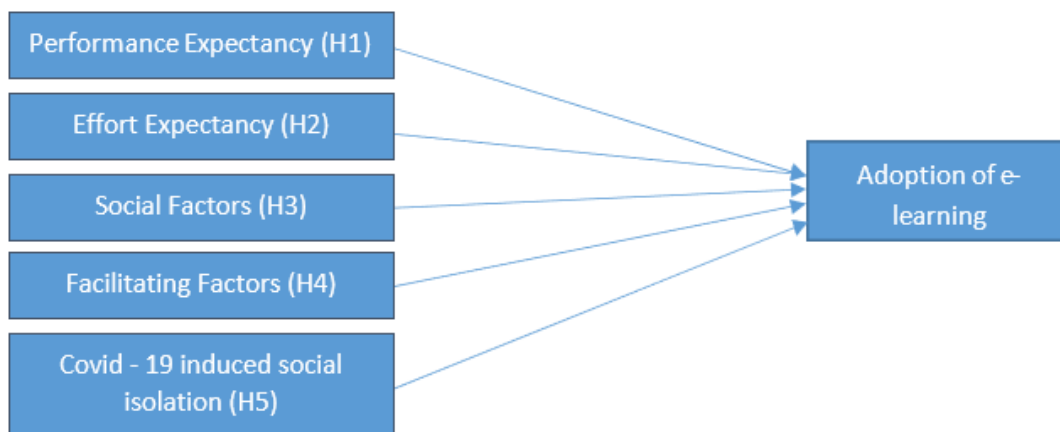 Performance Expectancy (H1)
Effort Expectancy (H2)
Social Factors (H3)
Facilitating Factors (H4)
Covid - 19 induced social
isolation (H5)
Adoption of e-
learning